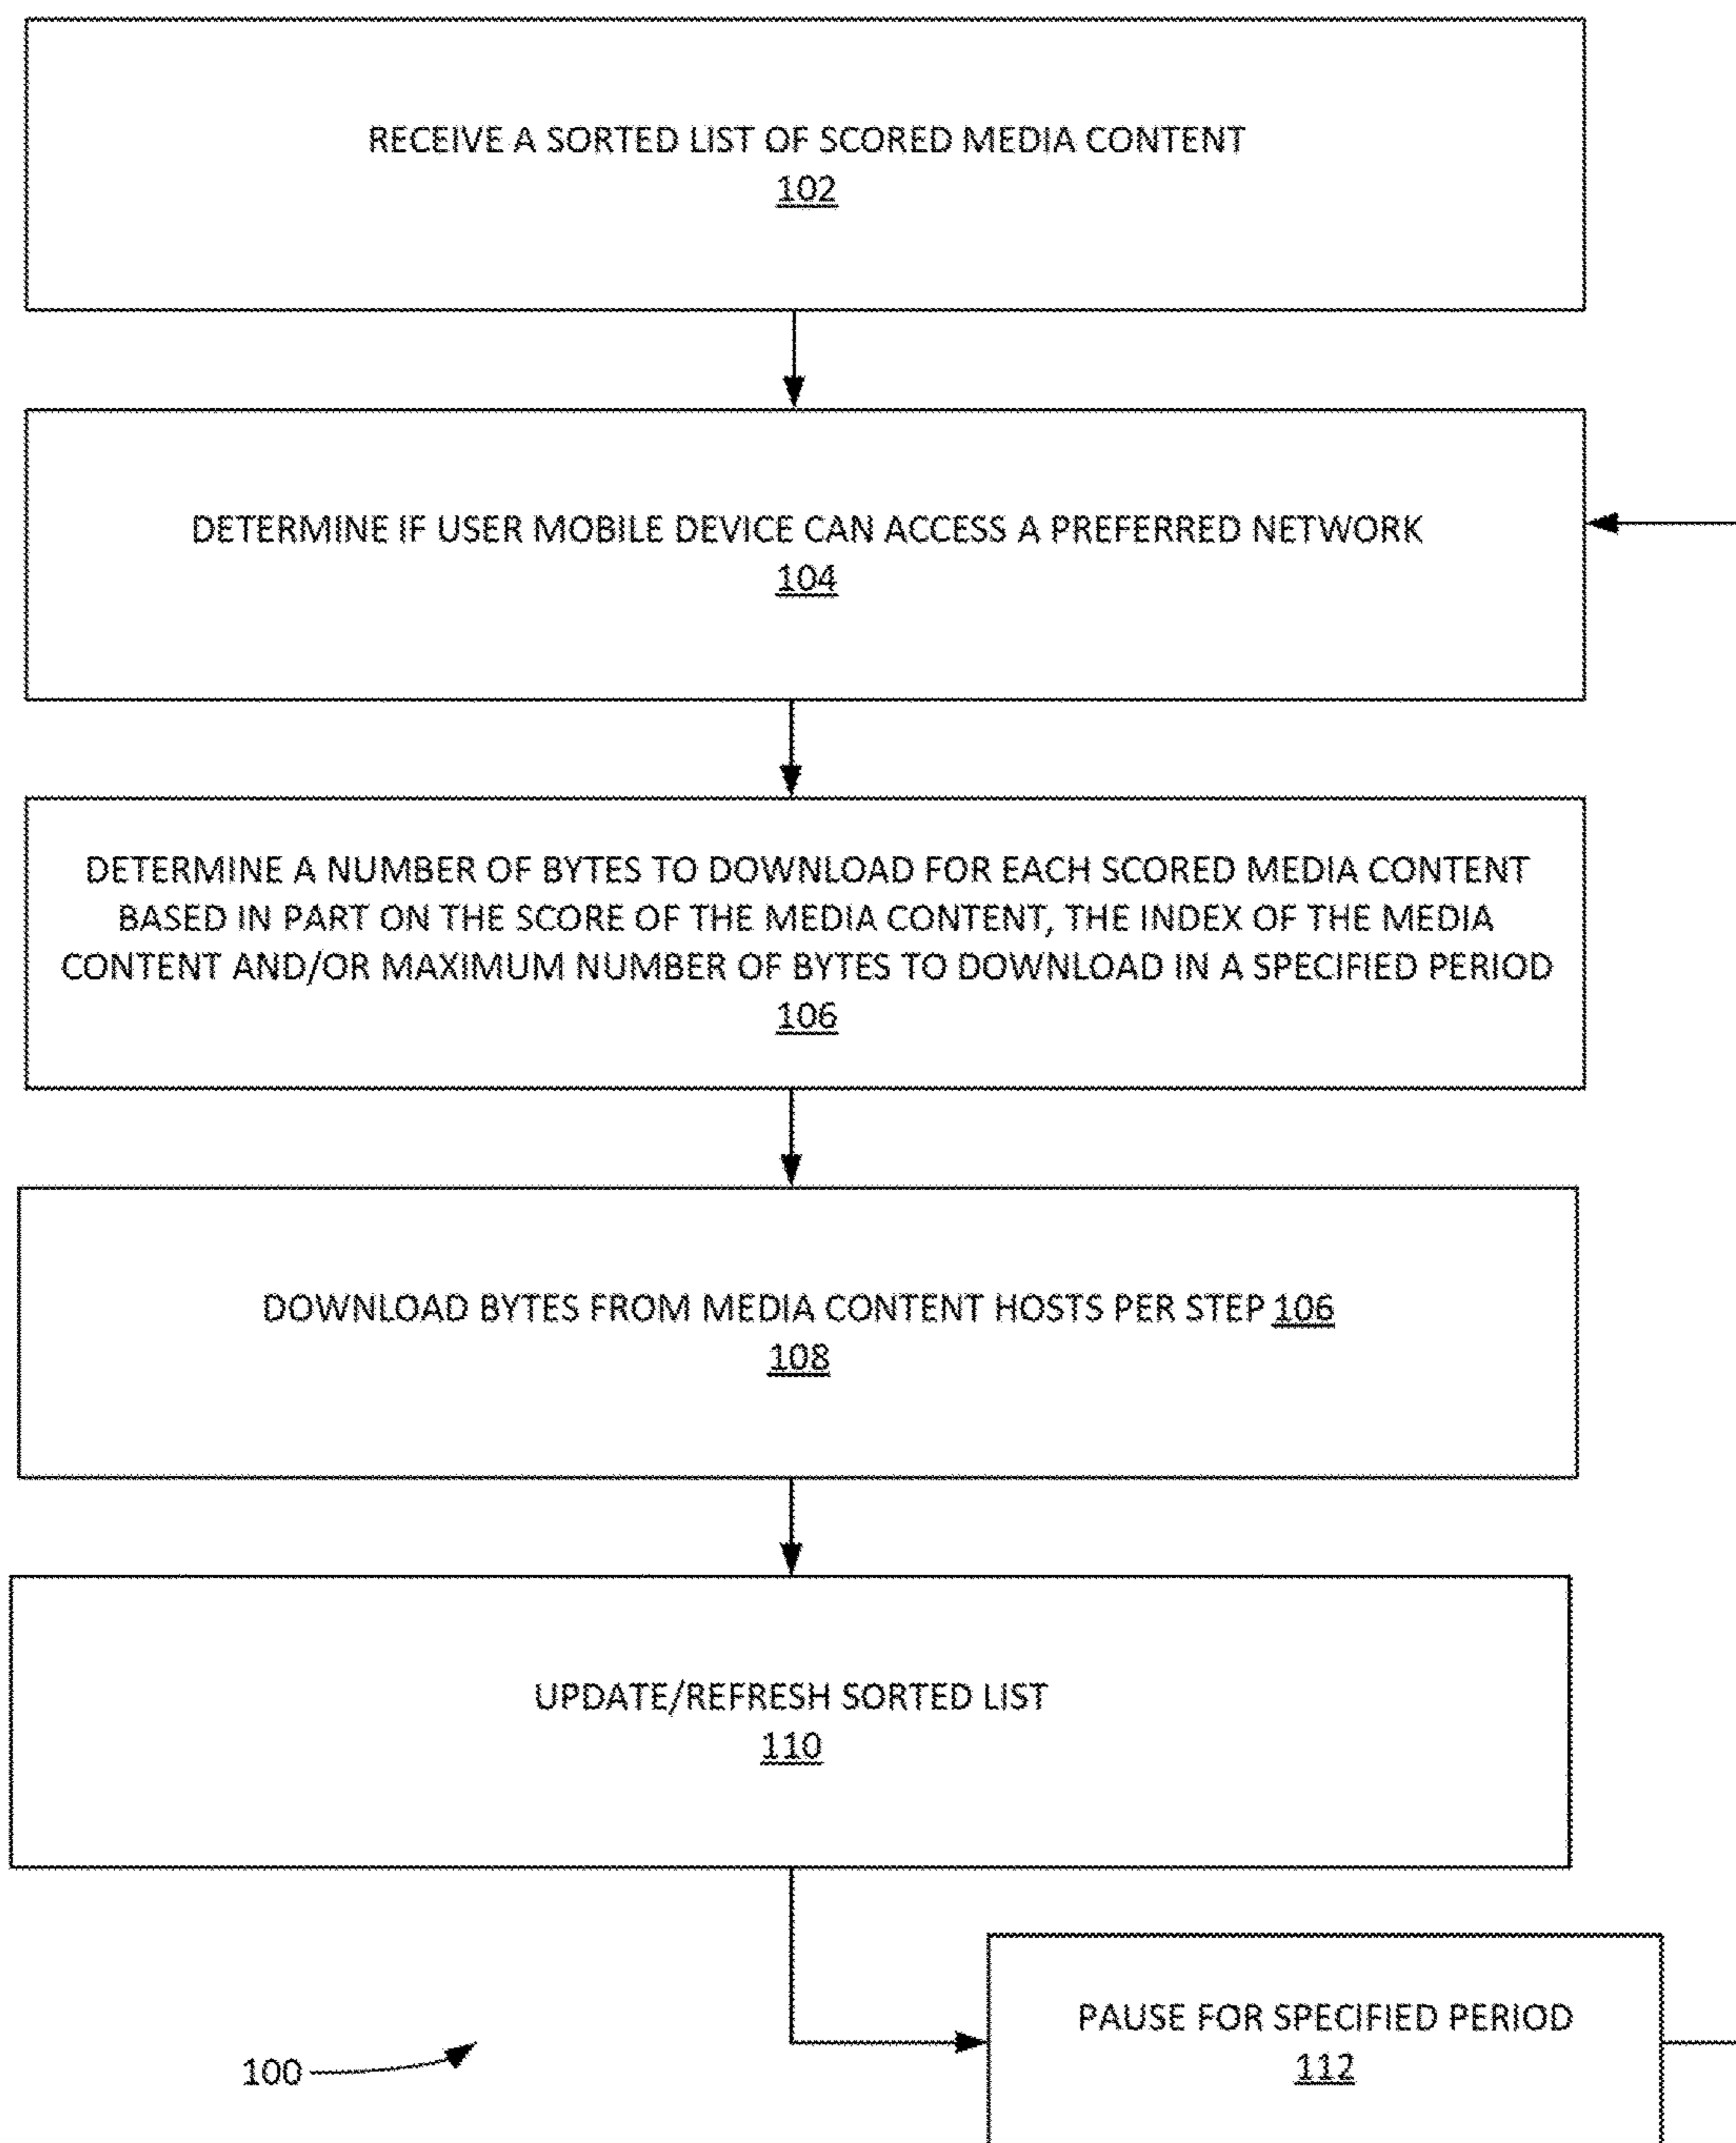 RECEIVE A SORTED LIST OF SCORED MEDIA CONTENT
102
DETERMINE IF USER MOBILE DEVICE CAN ACCESS A PREFERRED NETWORK
104
DETERMINE A NUMBER OF BYTES TO DOWNLOAD FOR EACH SCORED MEDIA CONTENT
BASED IN PART ON THE SCORE OF THE MEDIA CONTENT, THE INDEX OF THE MEDIA
CONTENT AND/OR MAXIMUM NUMBER OF BYTES TO DOWNLOAD IN A SPECIFIED PERIOD
106
DOWNLOAD BYTES FROM MEDIA CONTENT HOSTS PER STEP 106
108
UPDATE/REFRESH SORTED LIST
110
PAUSE FOR SPECIFIED PERIOD
112
100